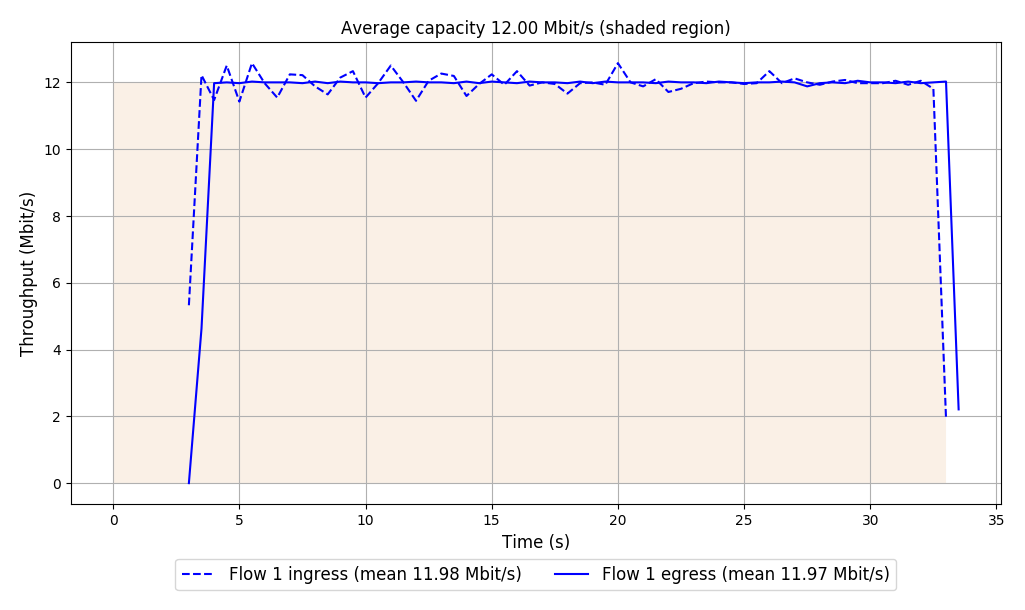 Average capacity 12.00 Mbit/s (shaded region)
Throughput (Mbit/s)
12
10
8
6
4
2
0
0 5 10 15 20 25 30 35
Time (s)
Flow 1 ingress (mean 11.98 Mbit/s) Flow 1 egress (mean 11.97 Mbit/s)